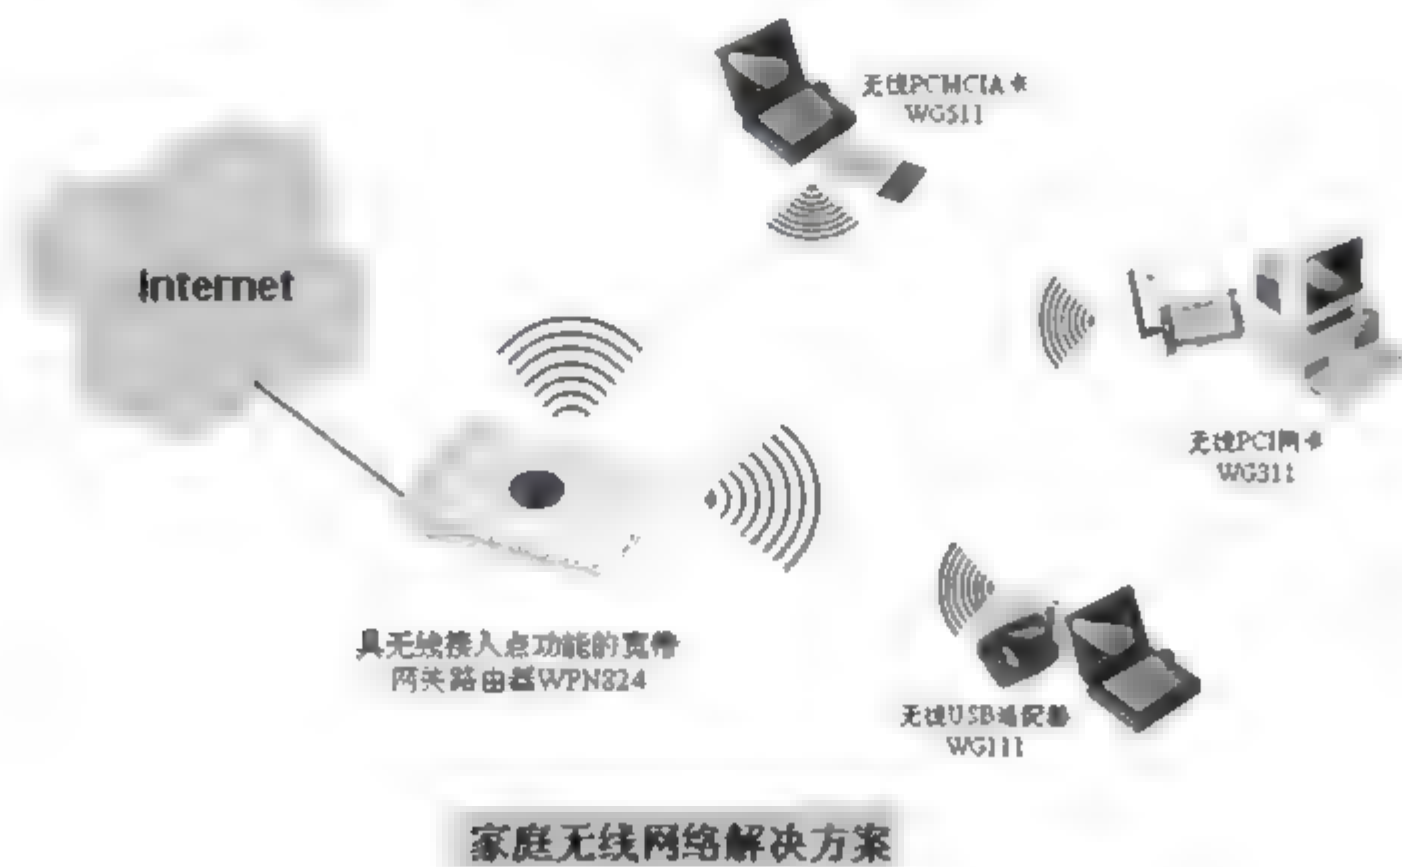 无线PCMCIA卡
WG511
Internet
无线PCI网卡
WG311
具无线接入点功能的宽带
网关路由器WPN824
无线USB适配器
WG111
家庭无线网络解决方案